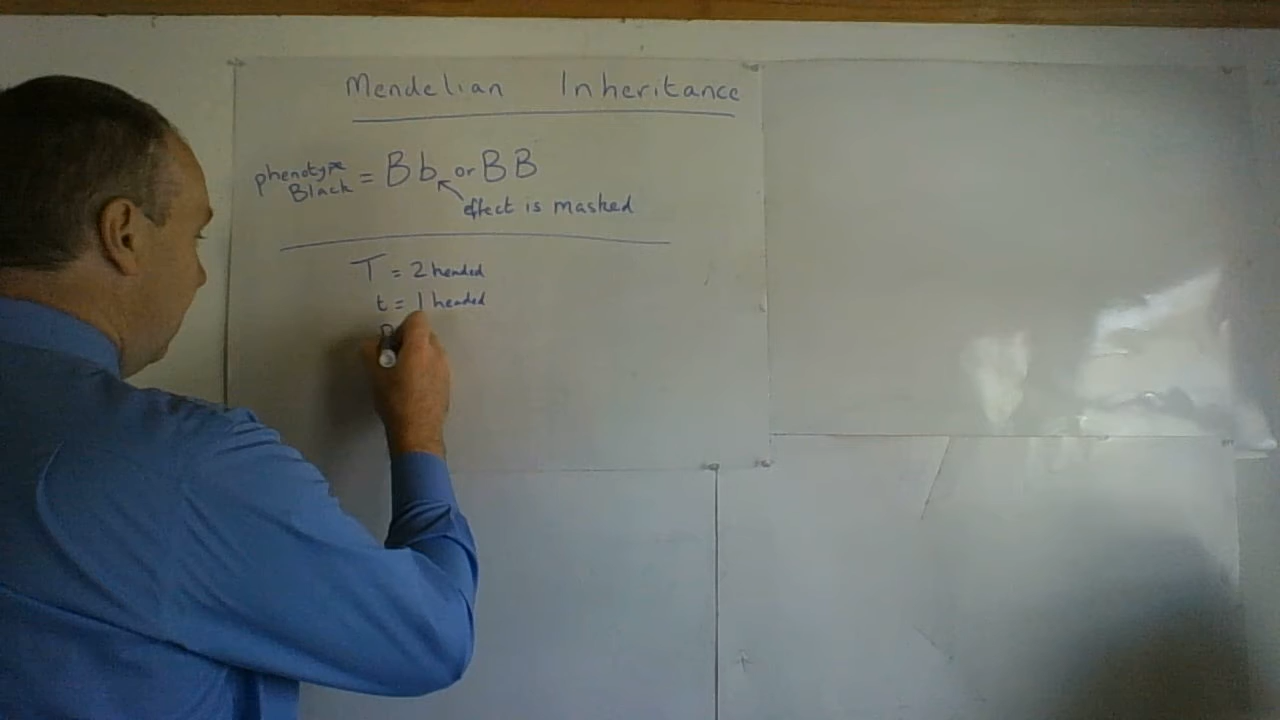 Mendelian Inheritance
phenotype
Black = Bb or BB
effect is masked
T = 2 headed
t = 1 headed